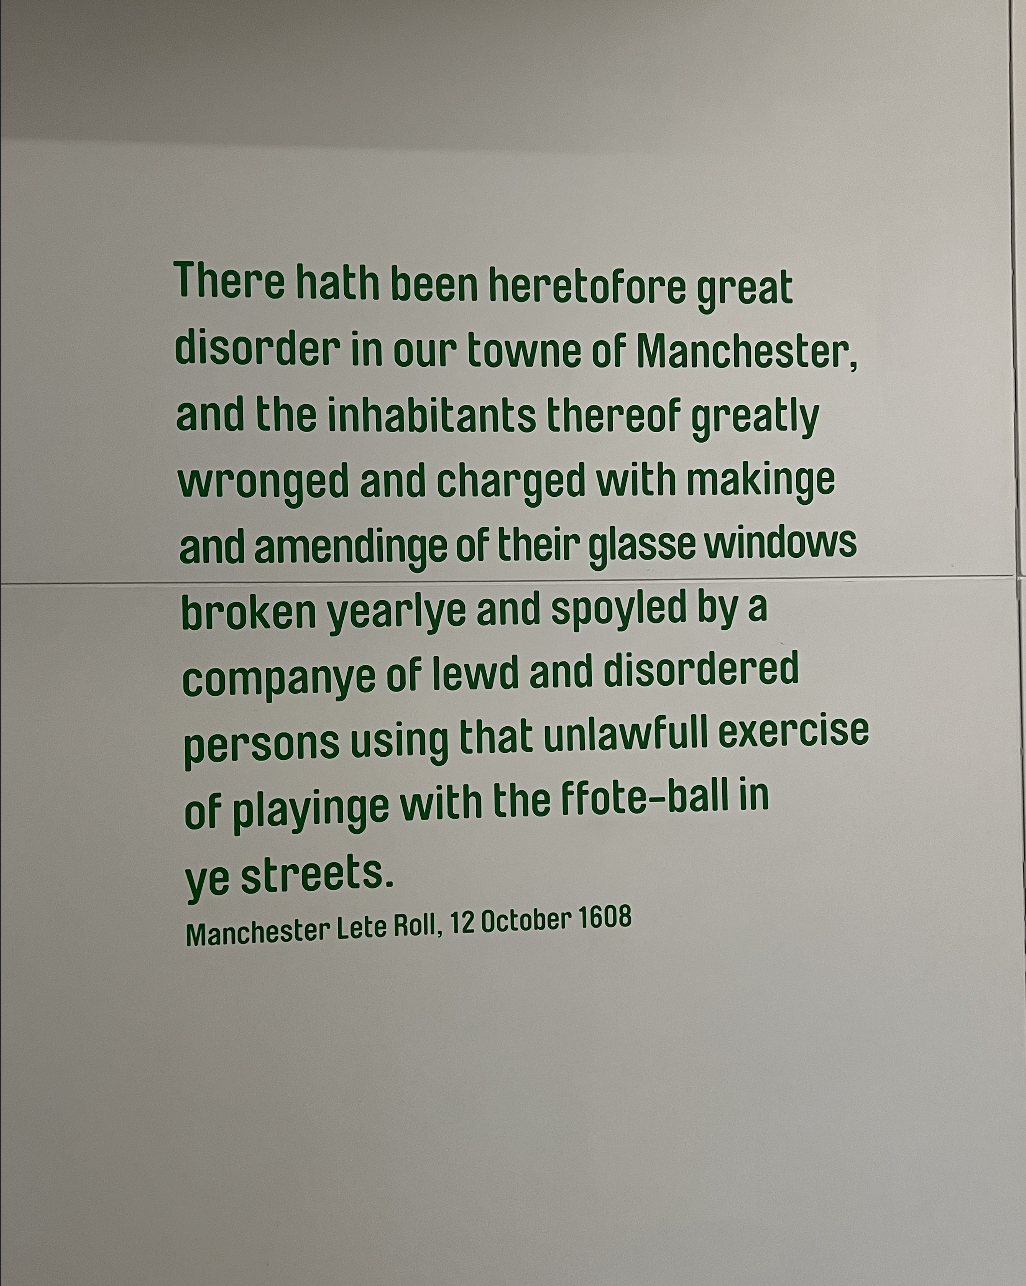 There hath been heretofore great
disorder in our towne of Manchester,
and the inhabitants thereof greatly
wronged and charged with makinge
and amendinge of their glasse windows
broken yearlye and spoyled by a
companye of lewd and disordered
persons using that unlawfull exercise
of playinge with the ffote-ball in
ye streets.
Manchester Lete Roll, 12 October 1608